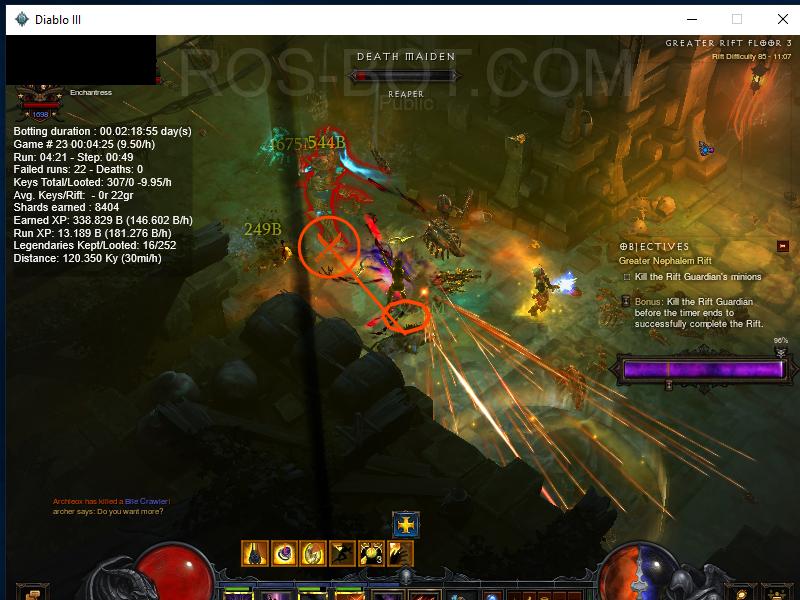 Diablo III
ROS-BOT.COM
Public
DEATH MAIDEN
REAPER
GREATER RIFT FLOOR 3
Rift Difficulty 85 - 11:07
Enchantress
1698
Botting duration : 00.02:18:55 day(s)
Game # 23 00:04:25 (9.50/h)
Run: 04:21 - Step: 00:49
Failed runs: 22 - Deaths: 0
Keys Total/Looted: 307/0 -9.95/h
Avg. Keys/Rift: - 0r 22gr
Shards earned : 8404
Earned XP: 338.829 B (146.602 B/h)
Run XP: 13.189 B (181.276 B/h)
Legendaries Kept/Looted: 16/252
Distance: 120.350 Ky (30mi/h)
544B
249B
OBJECTIVES
Greater Nephalem Rift
Kill the Rift Guardian's minions
Bonus: Kill the Rift Guardian
before the timer ends to
successfully complete the Rift.
96%
Archleox has killed a Bile Crawler!
archer says: Do you want more?
3